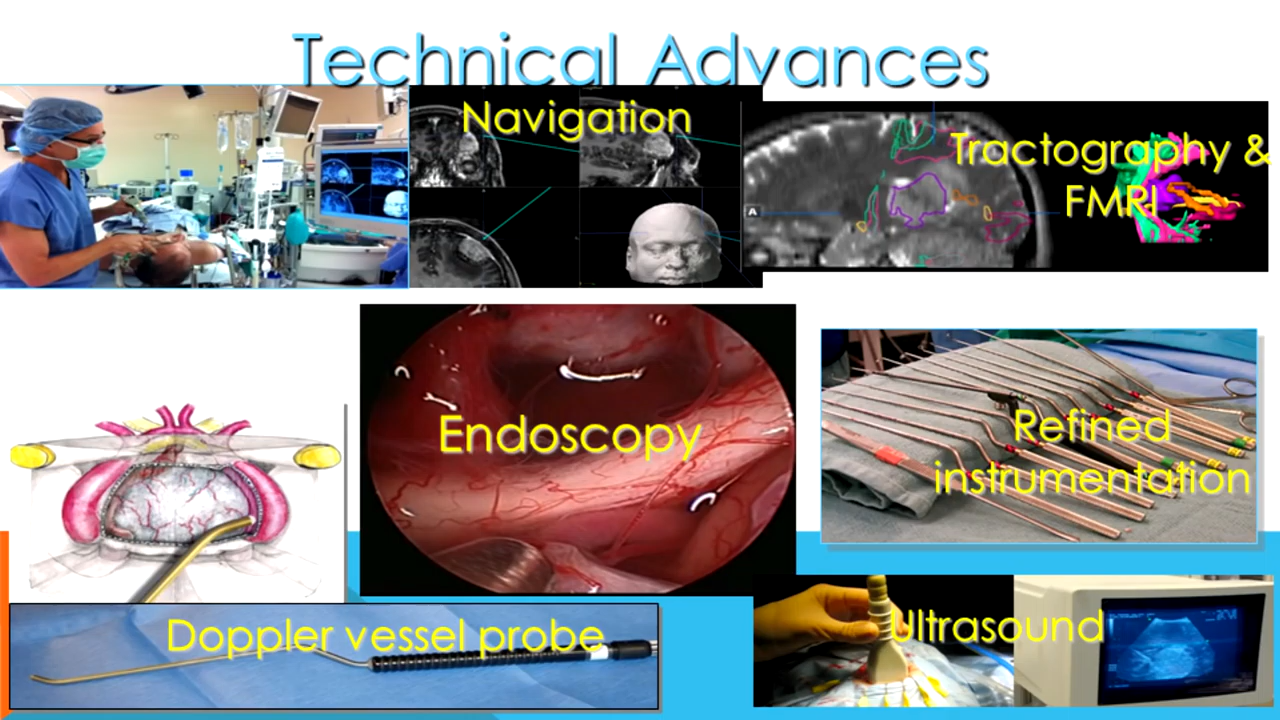 Technical Advances
Navigation
Tractography &
FMRI
A
Endoscopy
Refined
instrumentation
Doppler vessel probe
Ultrasound